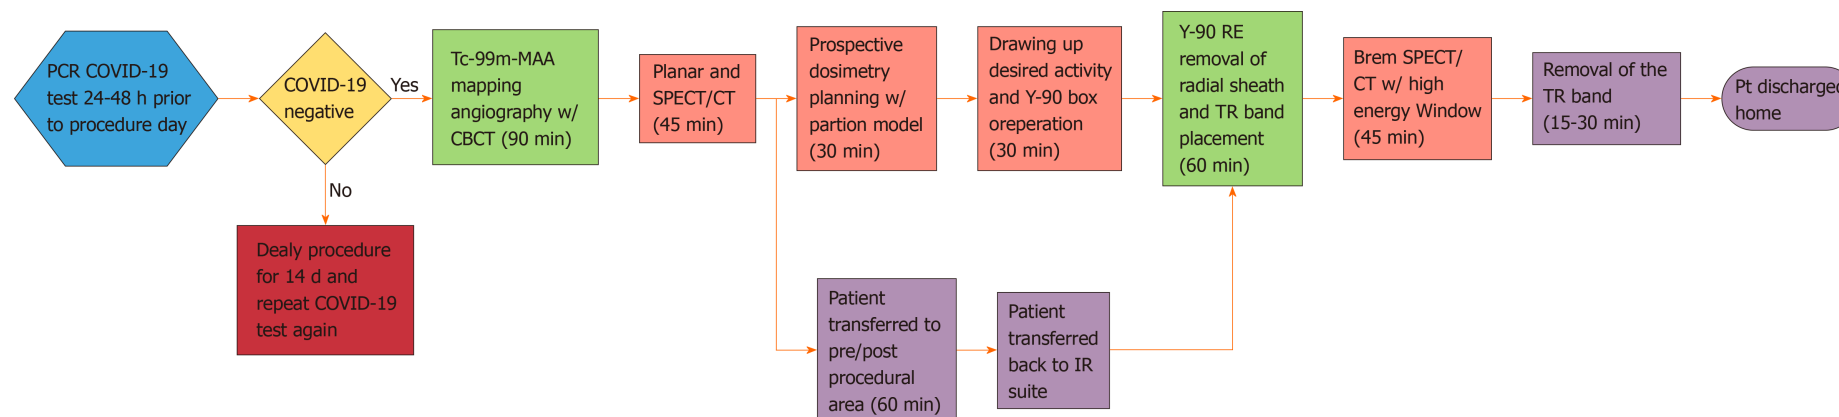 PCR COVID-19
test 24-48 h prior
to procedure day
COVID-19
negative
Yes
No
Dealy procedure
for 14 d and
repeat COVID-19
test again
Tc-99m-MAA
mapping
angiography w/
CBCT (90 min)
Planar and
SPECT/CT
(45 min)
Prospective
dosimetry
planning w/
partion model
(30 min)
Drawing up
desired activity
and Y-90 box
oreperation
(30 min)
Patient
transferred to
pre/post
procedural
area (60 min)
Patient
transferred
back to IR
suite
Y-90 RE
removal of
radial sheath
and TR band
placement
(60 min)
Brem SPECT/
CT w/ high
energy Window
(45 min)
Removal of the
TR band
(15-30 min)
Pt discharged
home